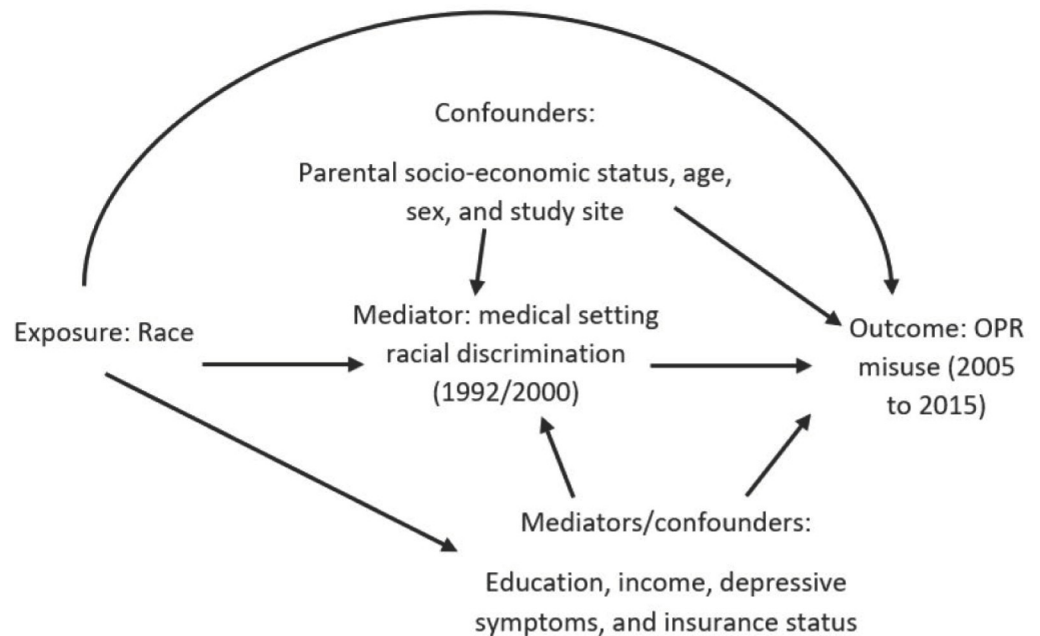 Confounders:
Parental socio-economic status, age,
sex, and study site
Exposure: Race
Mediator: medical setting
racial discrimination
(1992/2000)
Outcome: OPR
misuse (2005
to 2015)
Mediators/confounders:
Education, income, depressive
symptoms, and insurance status